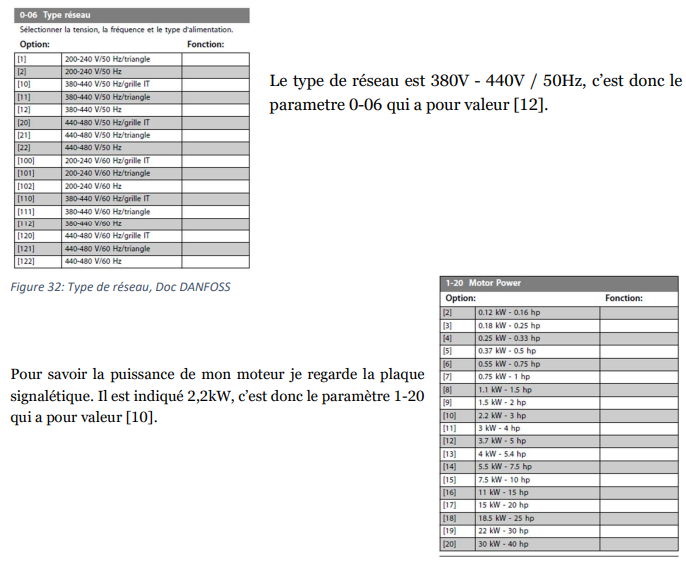 0-06 Type réseau
Sélectionner la tension, la fréquence et le type d'alimentation.
Option: Fonction:
[1] 200-240 V/50 Hz/triangle
[2] 200-240 V/50 Hz
[10] 380-440 V/50 Hz/grille IT
[11] 380-440 V/50 Hz/triangle
[12] 380-440 V/50 Hz
[20] 440-480 V/50 Hz/grille IT
[21] 440-480 V/50 Hz/triangle
[22] 440-480 V/50 Hz
[100] 200-240 V/60 Hz/grille IT
[101] 200-240 V/60 Hz/triangle
[102] 200-240 V/60 Hz
[110] 380-440 V/60 Hz/grille IT
[111] 380-440 V/60 Hz/triangle
[112] 380-440 V/60 Hz
[120] 440-480 V/60 Hz/grille IT
[121] 440-480 V/60 Hz/triangle
[122] 440-480 V/60 Hz
Figure 32: Type de réseau, Doc DANFOSS
Le type de réseau est 380V - 440V / 50Hz, c'est donc le
parametre 0-06 qui a pour valeur [12].
Pour savoir la puissance de mon moteur je regarde la plaque
signalétique. Il est indiqué 2,2kW, c'est donc le paramètre 1-20
qui a pour valeur [10].
1-20 Motor Power
Option: Fonction:
[2] 0.12 kW - 0.16 hp
[3] 0.18 kW - 0.25 hp
[4] 0.25 kW - 0.33 hp
[5] 0.37 kW - 0.5 hp
[6] 0.55 kW - 0.75 hp
[7] 0.75 kW - 1 hp
[8] 1.1 kW - 1.5 hp
[9] 1.5 kW - 2 hp
[10] 2.2 kW - 3 hp
[11] 3 kW - 4 hp
[12] 3.7 kW - 5 hp
[13] 4 kW - 5.4 hp
[14] 5.5 kW - 7.5 hp
[15] 7.5 kW - 10 hp
[16] 11 kW - 15 hp
[17] 15 kW - 20 hp
[18] 18.5 kW - 25 hp
[19] 22 kW - 30 hp
[20] 30 kW - 40 hp